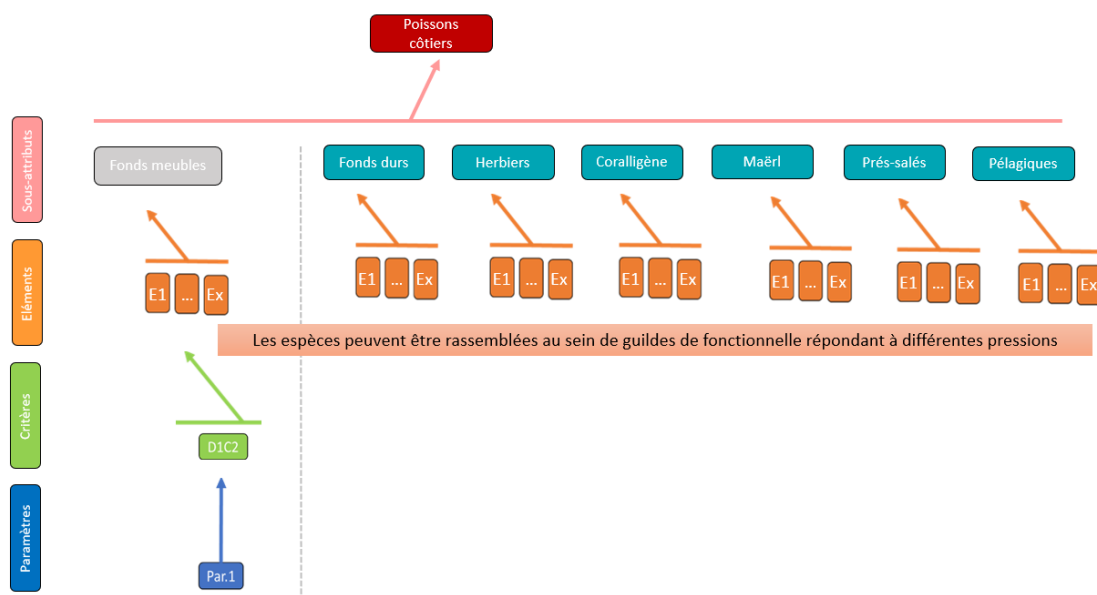 Poissons
côtiers
Sous-attributs
Fonds meubles
Fonds durs
Herbiers
Coralligène
Maërl
Prés-salés
Pélagiques
Eléments
E1 ... Ex
E1 ... Ex
E1 ... Ex
E1 ... Ex
E1 ... Ex
E1 ... Ex
E1 ... Ex
Les espèces peuvent être rassemblées au sein de guildes de fonctionnelle répondant à différentes pressions
Critères
D1C2
Paramètres
Par.1